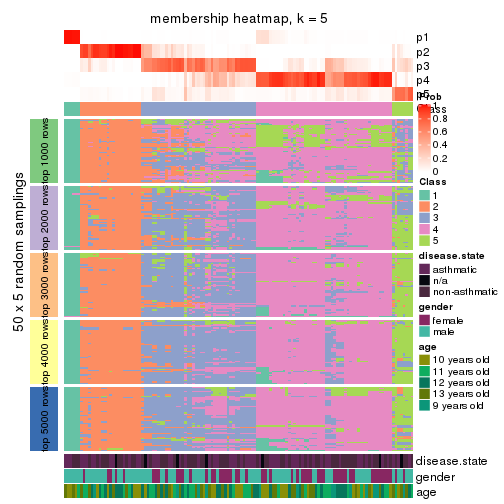 membership heatmap, k = 5
p1
p2
p3
p4
p5
Prob
1
0.8
0.6
0.4
0.2
0
Class
Class
1
2
3
4
5
disease.state
asthmatic
n/a
non-asthmatic
gender
female
male
age
10 years old
11 years old
12 years old
13 years old
9 years old
50 x 5 random samplings
top 1000 rows
top 2000 rows
top 3000 rows
top 4000 rows
top 5000 rows
disease.state
gender
age